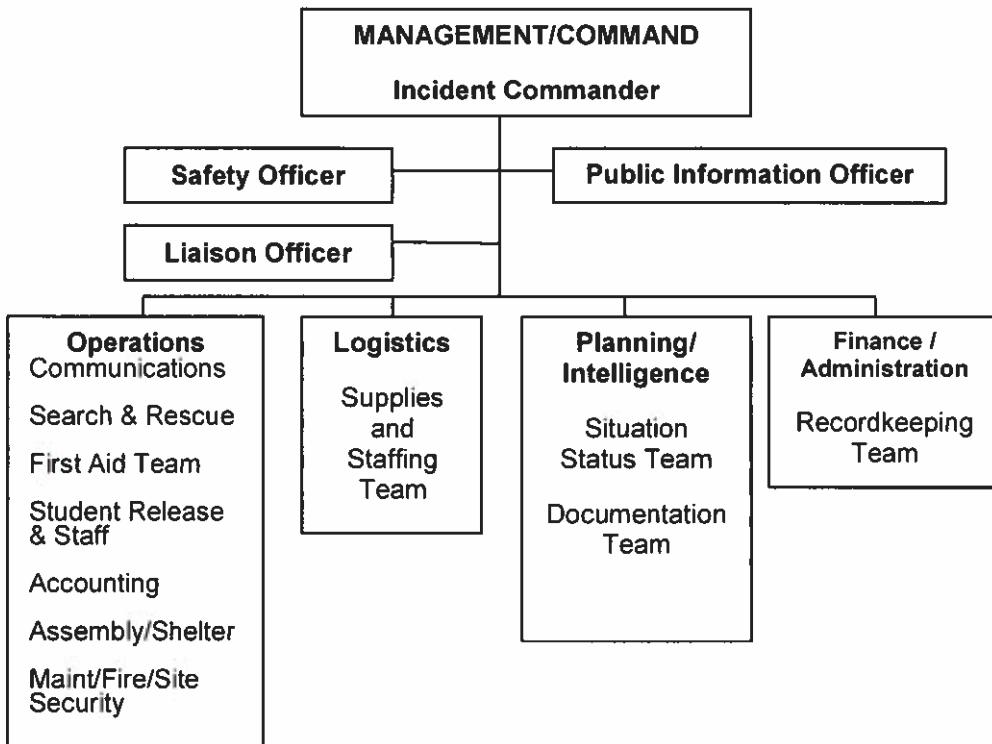 MANAGEMENT/COMMAND
Incident Commander
Safety Officer
Public Information Officer
Liaison Officer
Operations
Communications
Search & Rescue
First Aid Team
Student Release
& Staff
Accounting
Assembly/Shelter
Maint/Fire/Site
Security
Logistics
Supplies
and
Staffing
Team
Planning/
Intelligence
Situation
Status Team
Documentation
Team
Finance /
Administration
Recordkeeping
Team